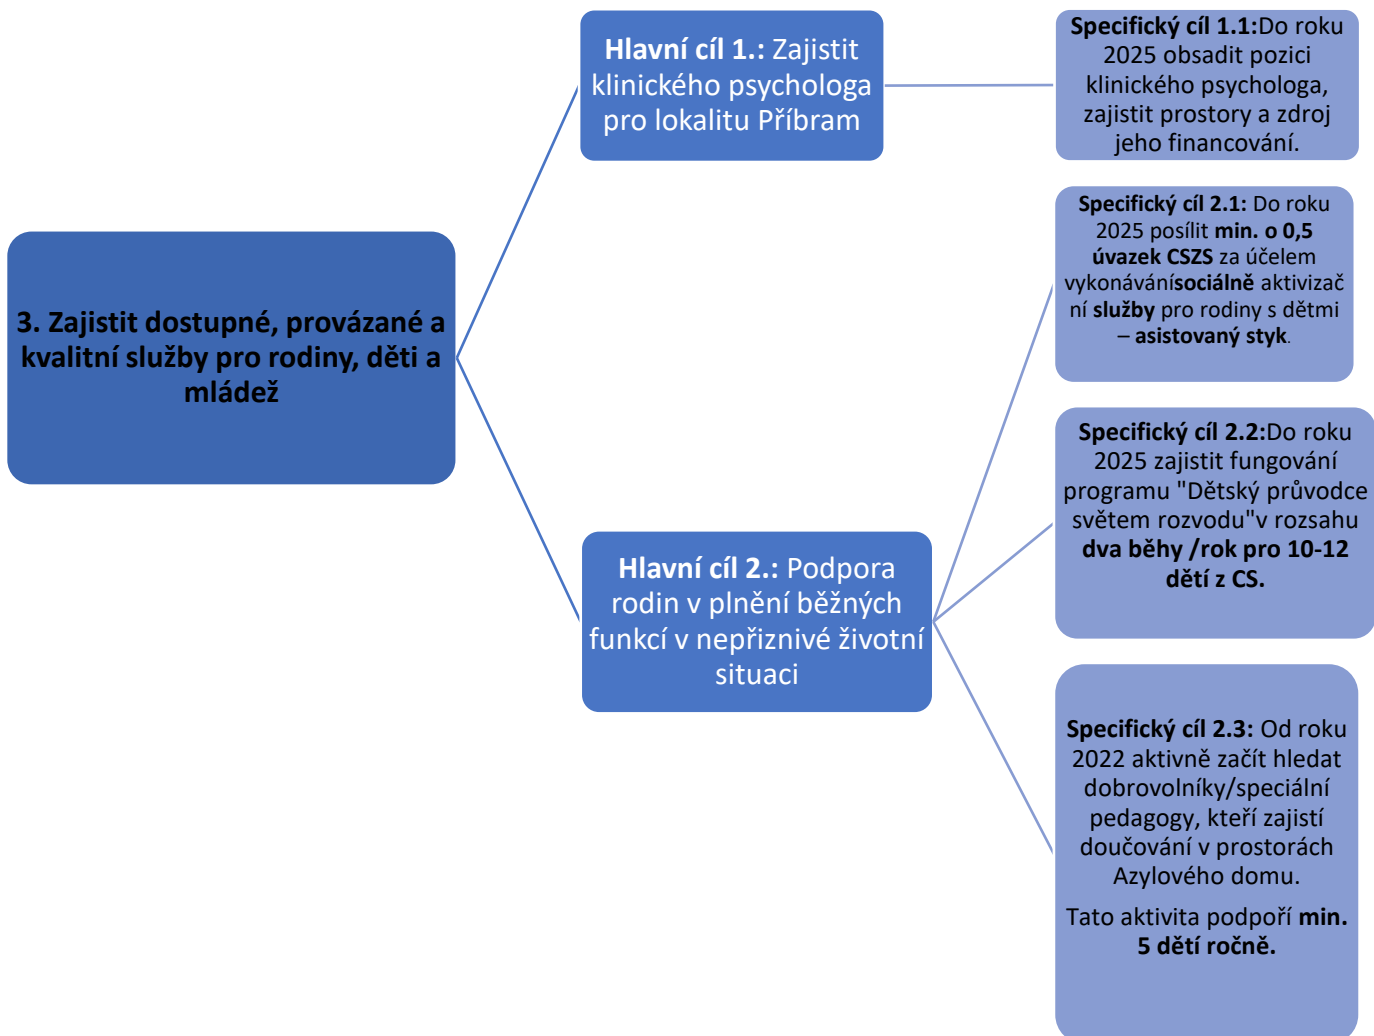 3. Zajistit dostupné, provázané a
kvalitní služby pro rodiny, děti a
mládež
Hlavní cíl 1.: Zajistit
klinického psychologa
pro lokalitu Příbram
Specifický cíl 1.1:Do roku
2025 obsadit pozici
klinického psychologa,
zajistit prostory a zdroj
jeho financování.
Hlavní cíl 2.: Podpora
rodin v plnění běžných
funkcí v nepřiznivé životní
situaci
Specifický cíl 2.1: Do roku
2025 posílit min. o 0,5
úvazek CSZS za účelem
vykonávánísociálně aktivizač
ní služby pro rodiny s dětmi
– asistovaný styk.
Specifický cíl 2.2:Do roku
2025 zajistit fungování
programu "Dětský průvodce
světem rozvodu"v rozsahu
dva běhy /rok pro 10-12
dětí z CS.
Specifický cíl 2.3: Od roku
2022 aktivně začít hledat
dobrovolníky/speciální
pedagogy, kteří zajistí
doučování v prostorách
Azylového domu.
Tato aktivita podpoří min.
5 dětí ročně.